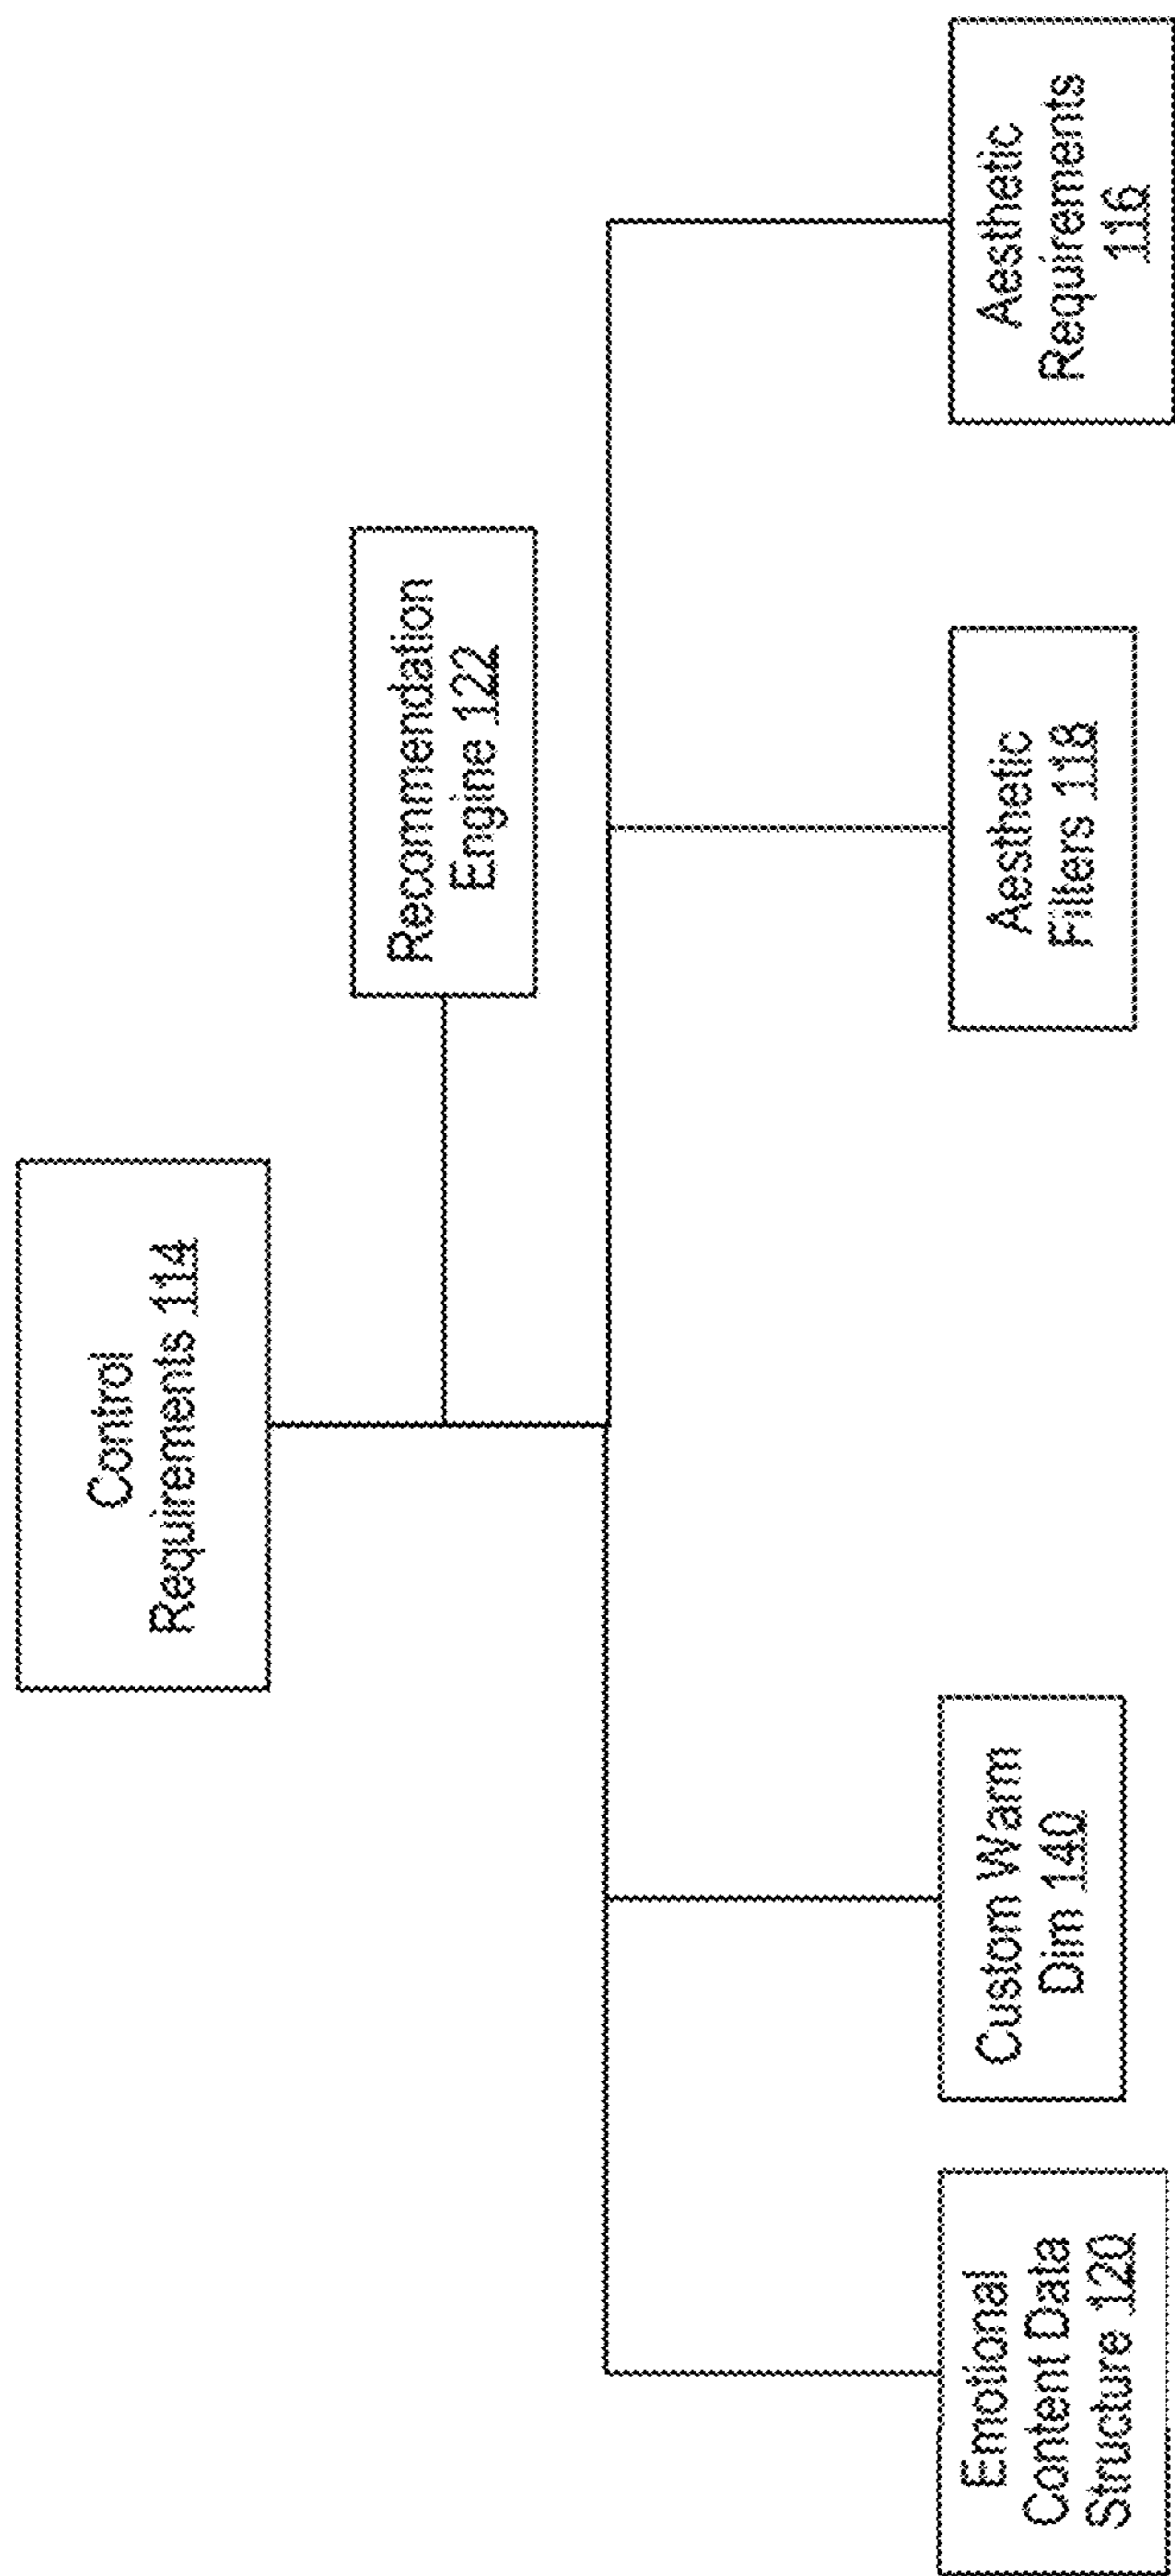 Control
Requirements 114
Recommendation
Engine 122
Emotional
Content Data
Structure 120
Custom Warm
Dim 140
Aesthetic
Filters 118
Aesthetic
Requirements
116